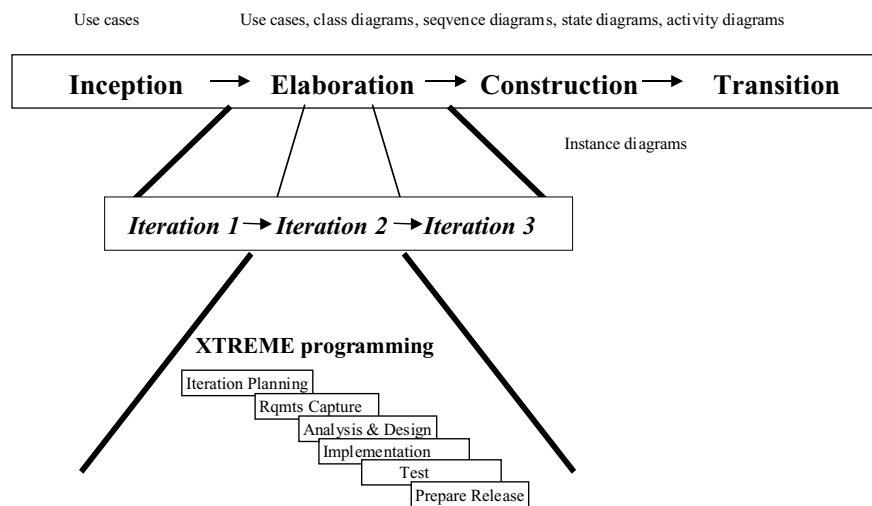 Use cases
Use cases, class diagrams, seqvence diagrams, state diagrams, activity diagrams
Inception Elaboration Construction Transition
Instance diagrams
Iteration 1 Iteration 2 Iteration 3
XTREME programming
Iteration Planning
Rqmts Capture
Analysis & Design
Implementation
Test
Prepare Release